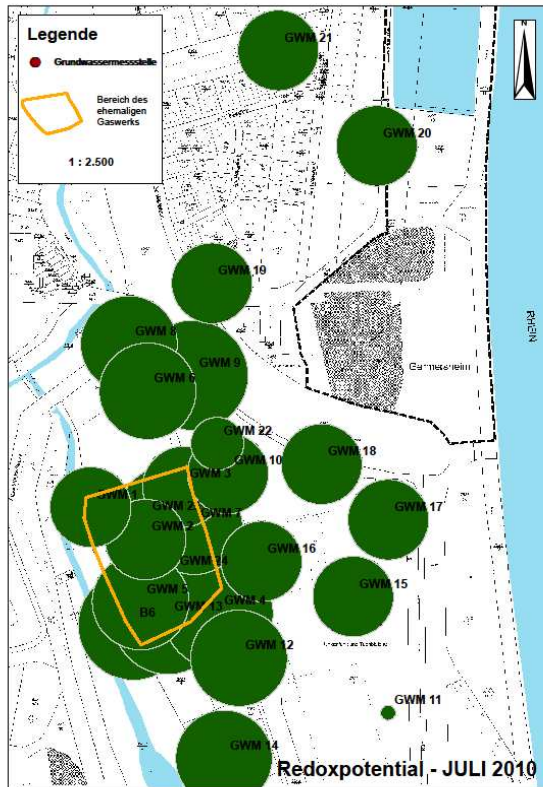 Legende
Grundwassermessstelle
Bereich des
ehemaligen
Gaswerks
1 : 2.500
N
GWM 21
GWM 20
GWM 19
GWM 8
GWM 9
GWM 6
RHEIN
Germersheim
GWM 22
GWM 18
GWM 10
GWM 3
GWM 1
GWM 2
GWM 7
GWM 17
GWM 2
GWM 16
GWM 5
GWM 15
GWM 4
B6
GWM 13
GWM 12
GWM 11
GWM 14
Redoxpotential - JULI 2010